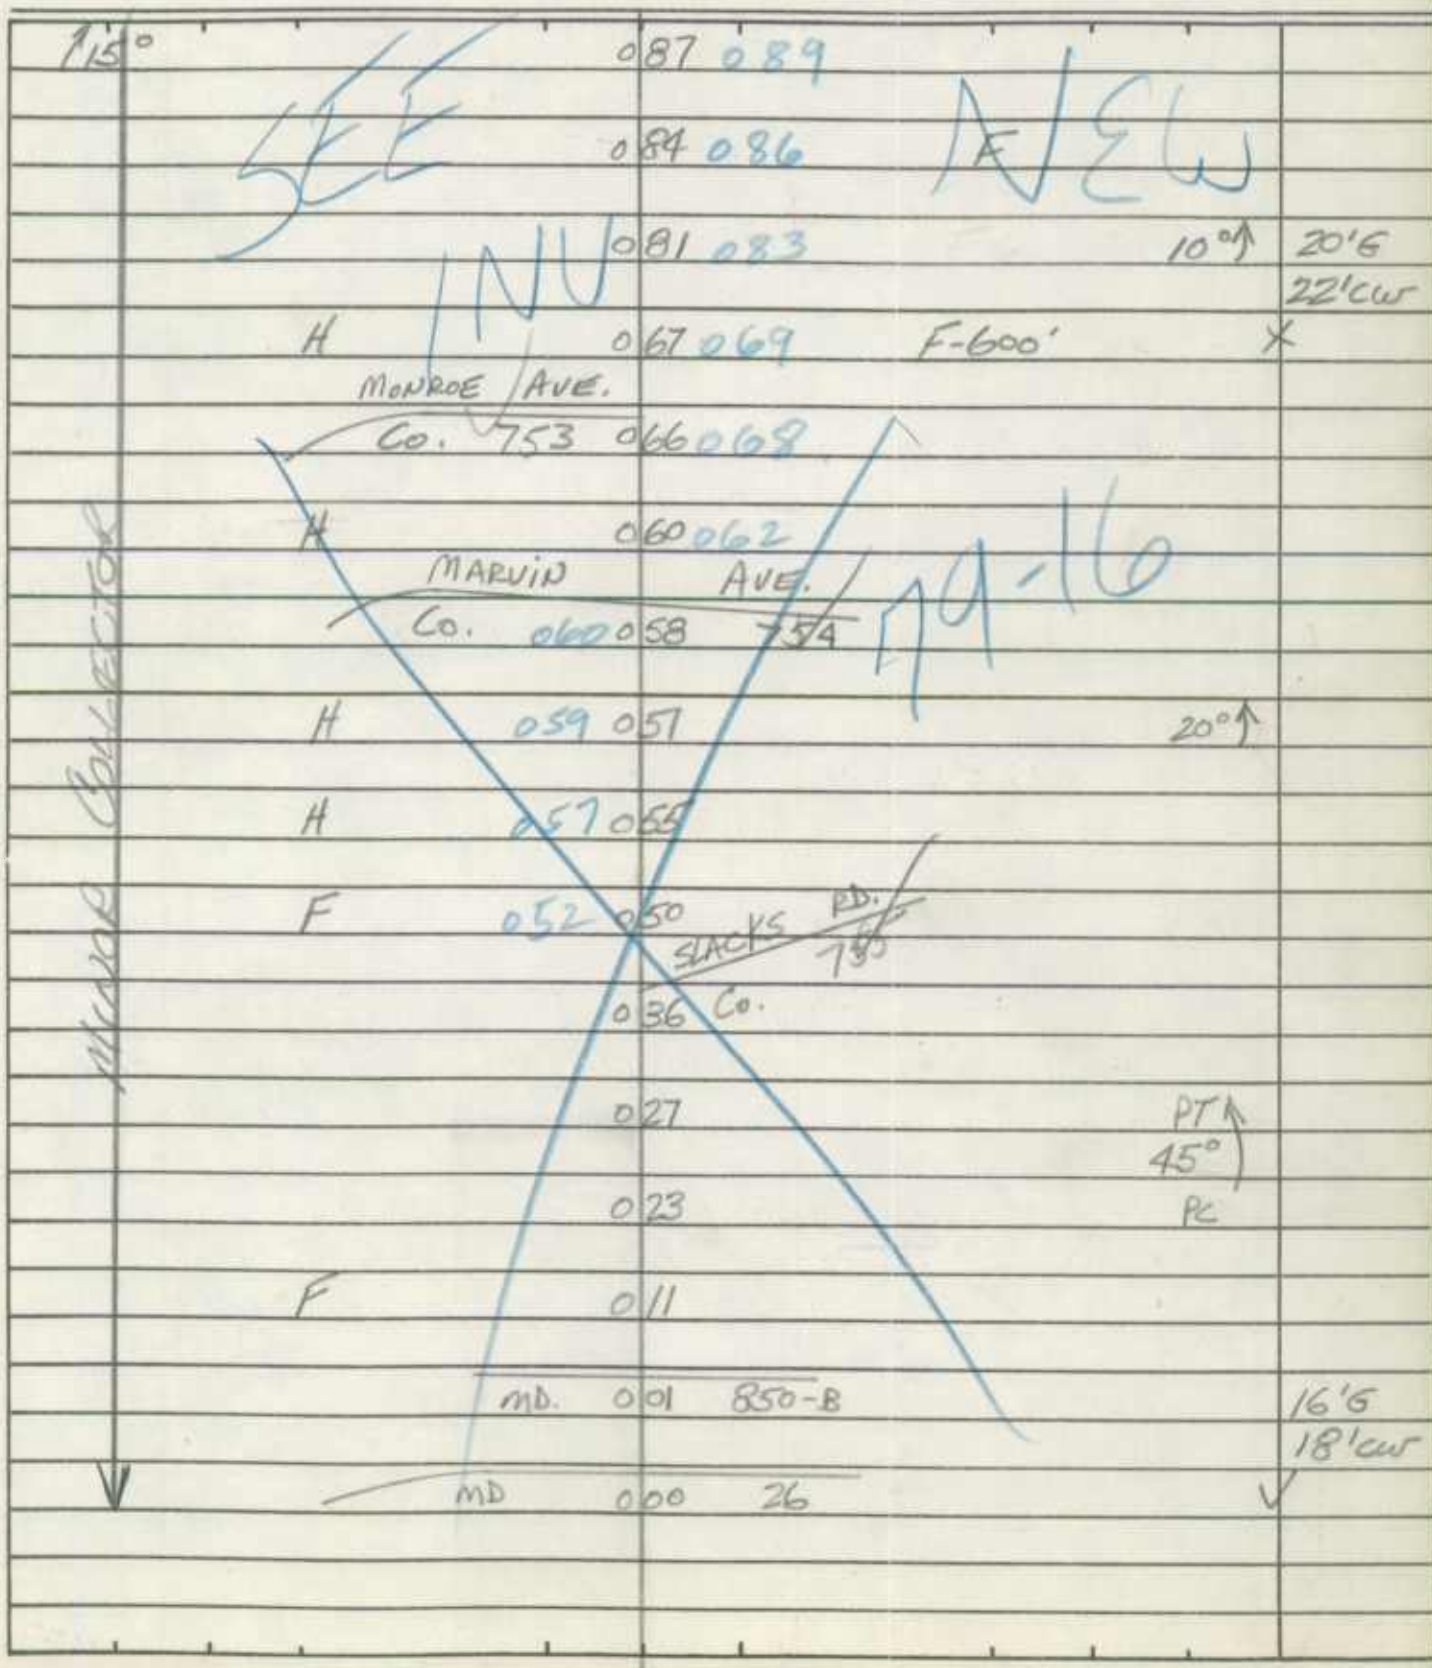 ↑15° 087 089
SEE NEW
084 086 F
INV 081 083 10°↑ 20'G
22'CW
H 067 069 F-600' X
MONROE AVE.
Co. 753 066 068
H 060 062
MARVIN AVE.
79-16
Co. 060 058 754
H 059 057 20°↑
H 057 055
F 052 050
SLACKS RD.
755
036 Co.
027 PT
45°
023 PC
F 011
MD. 001 850-B 16'G
18'CW
MD 000 26
MINOR COLLECTOR